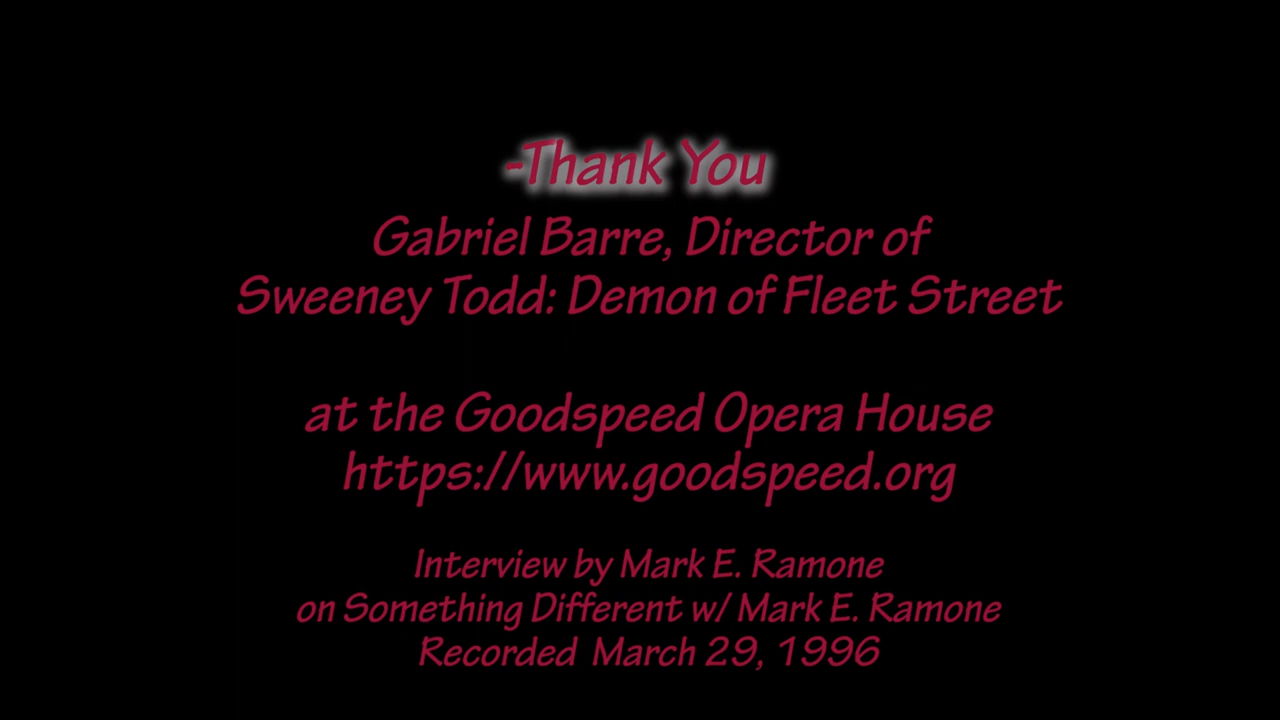 -Thank You
Gabriel Barre, Director of
Sweeney Todd: Demon of Fleet Street
at the Goodspeed Opera House
https://www.goodspeed.org
Interview by Mark E. Ramone
on Something Different w/ Mark E. Ramone
Recorded  March 29, 1996